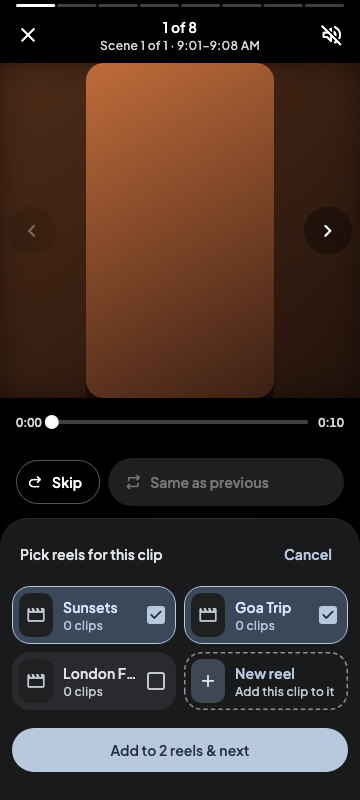 1 of 8
Scene 1 of 1 · 9:01–9:08 AM
0:00
0:10
Skip
Same as previous
Pick reels for this clip
Cancel
Sunsets
0 clips
Goa Trip
0 clips
London F...
0 clips
New reel
Add this clip to it
Add to 2 reels & next